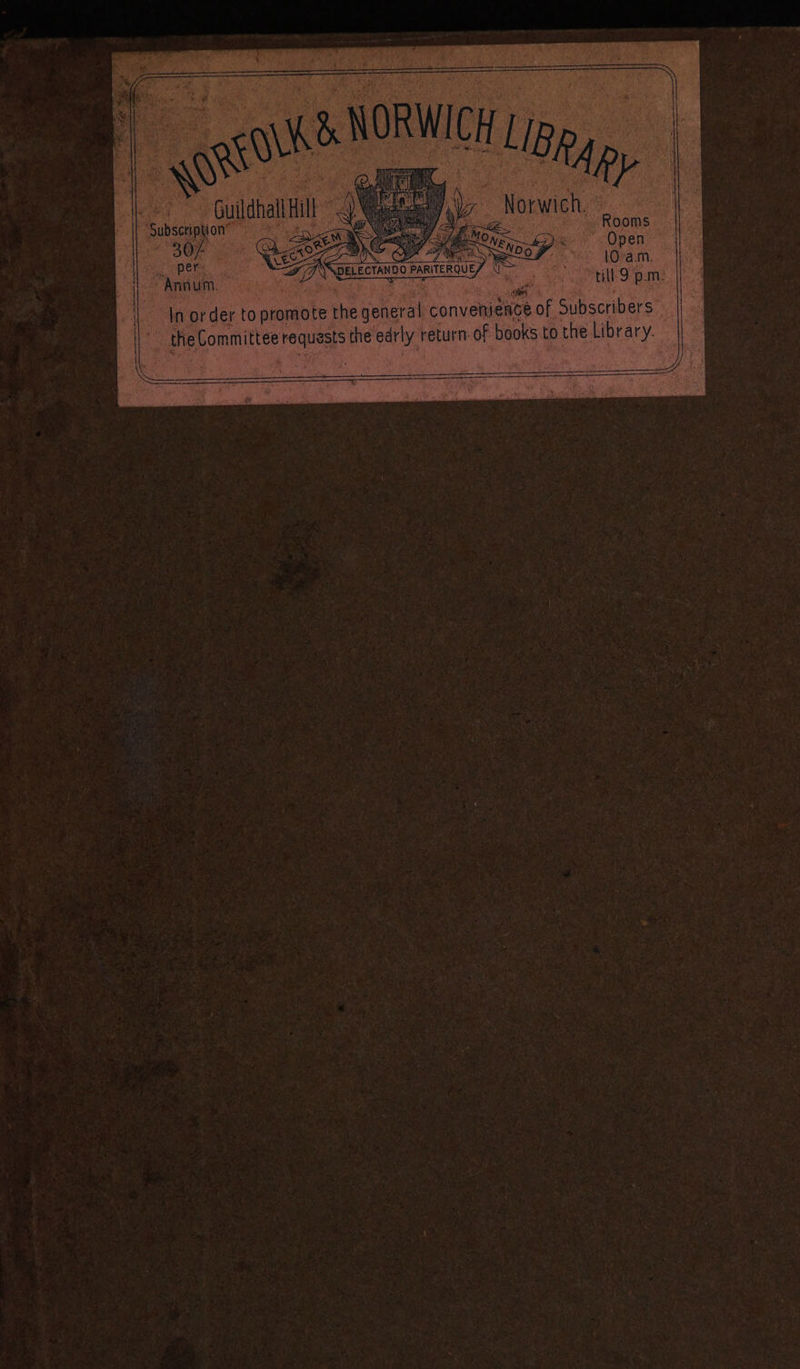 NORFOLK & NORWICH LIBRARY
Guildhall Hill Norwich.
Subscription
30/-
per
Annum.
Rooms
Open
10 a.m.
till 9 p.m.
LECTOREM DELECTANDO PARITERQUE MONENDO
In order to promote the general convenience of Subscribers
the Committee requests the early return of books to the Library.